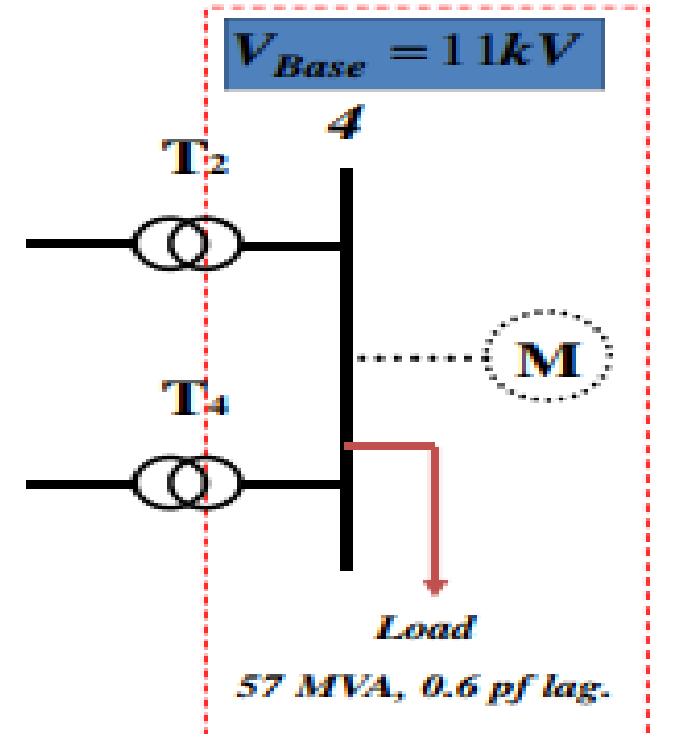 V_Base = 11kV
4
T2
M
T4
Load
57 MVA, 0.6 pf lag.